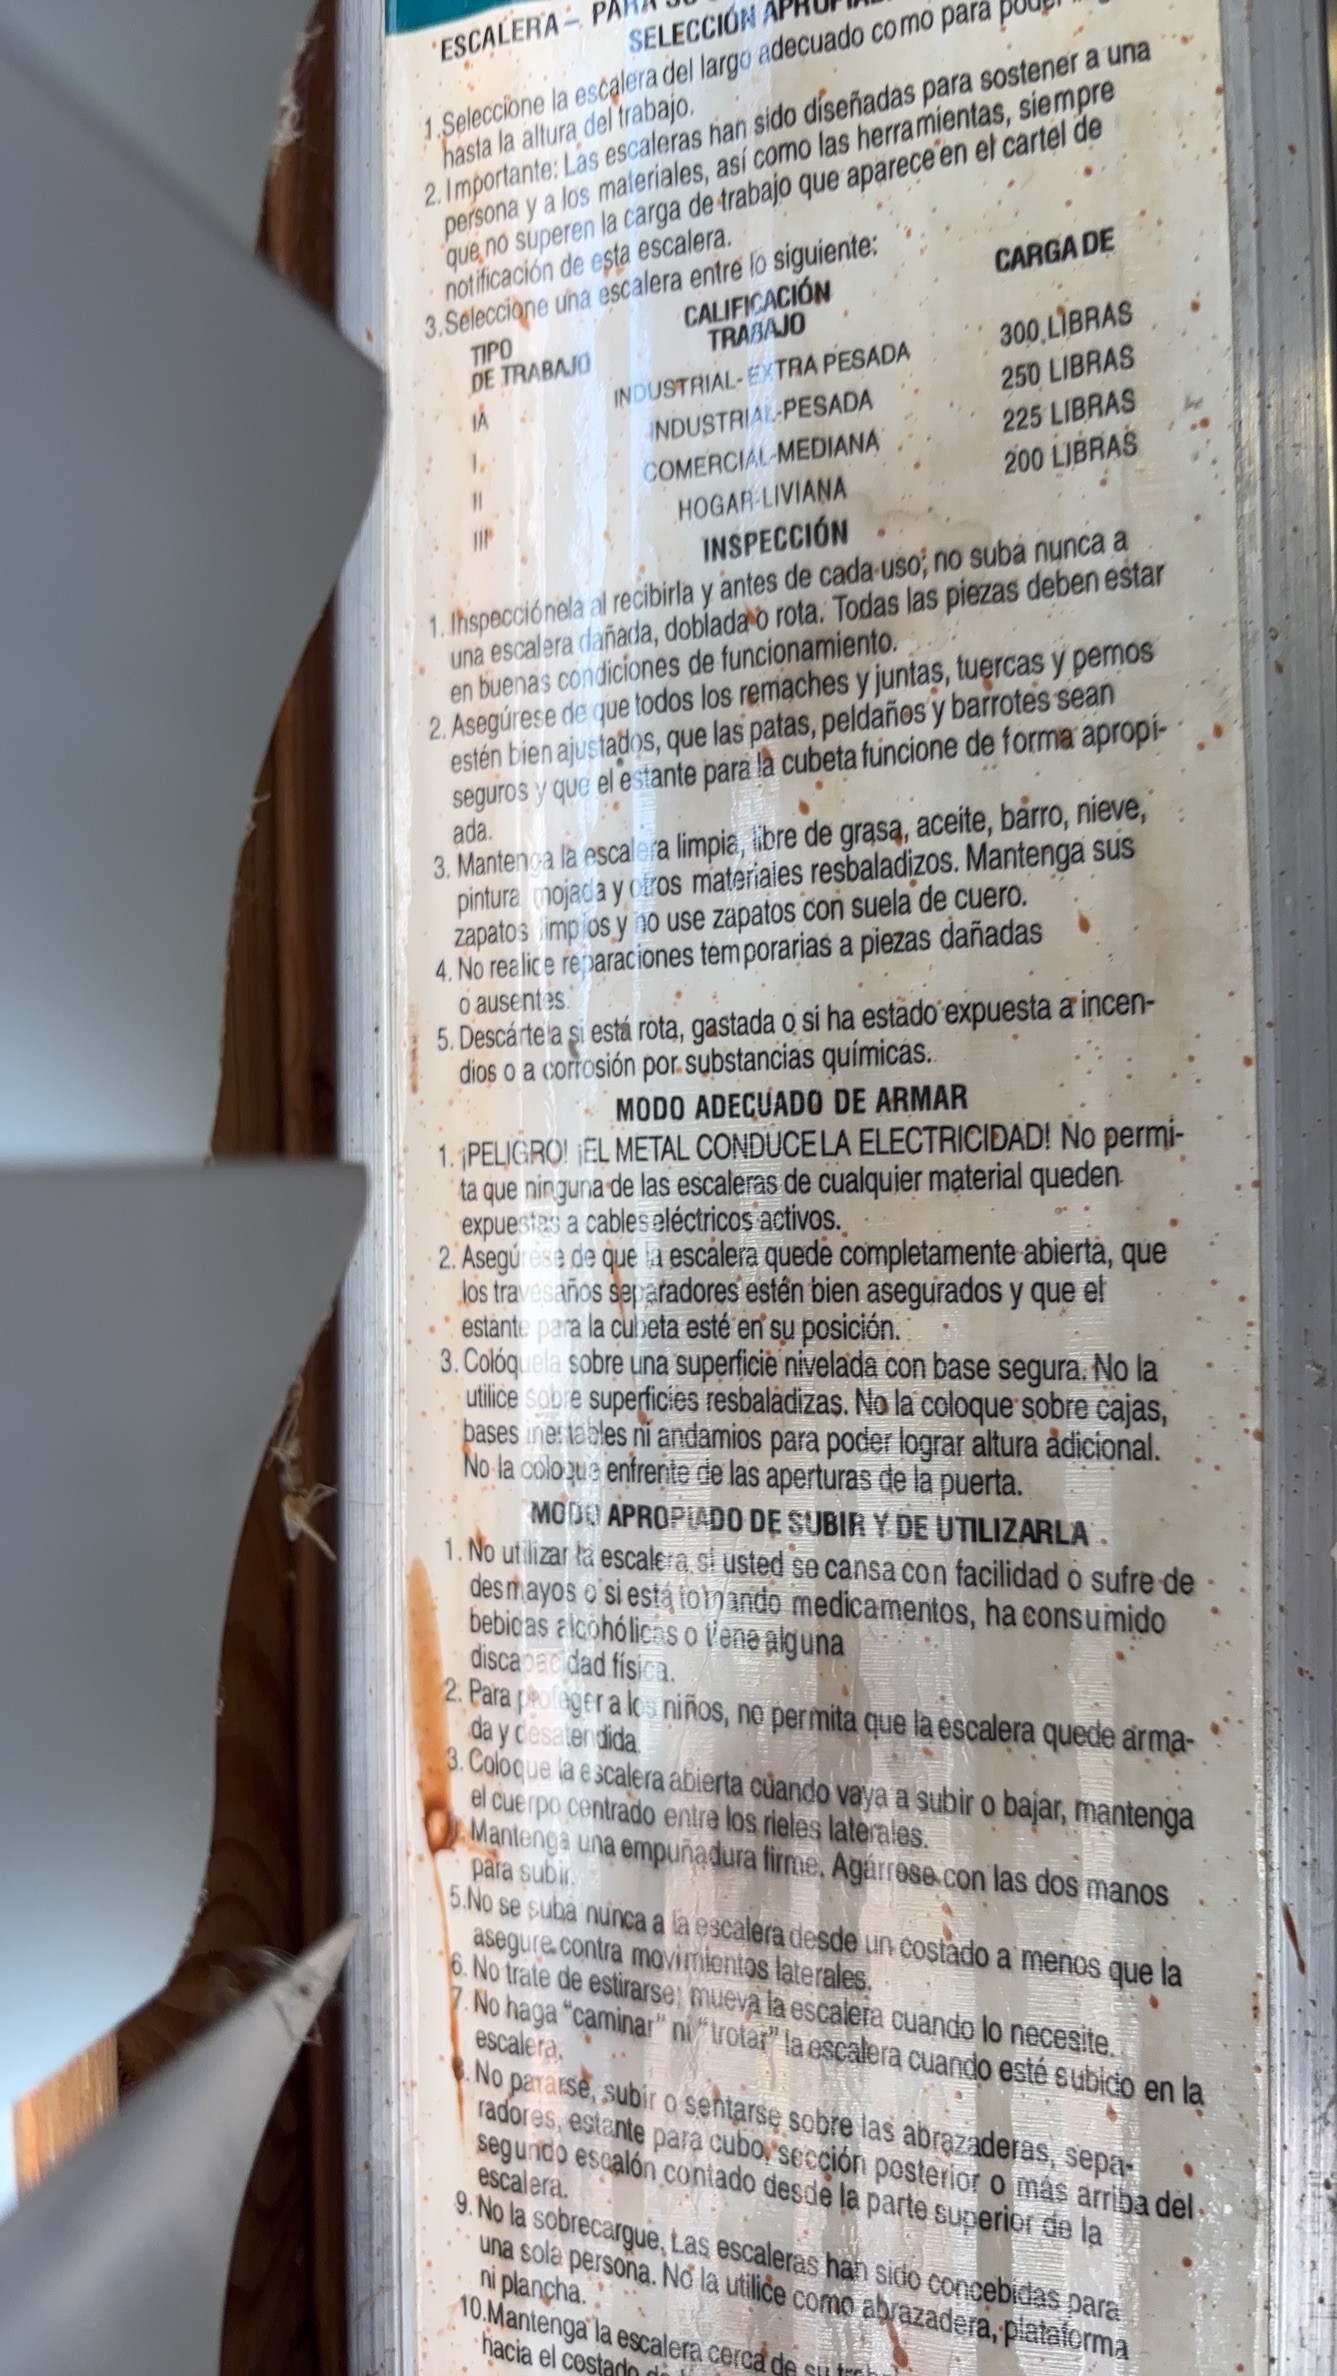 ESCALERA – PARA
SELECCIÓN
1.Seleccione la escalera del largo adecuado como para poder
hasta la altura del trabajo.
2. Importante: Las escaleras han sido diseñadas para sostener a una
persona y a los materiales, así como las herramientas, siempre
que no superen la carga de trabajo que aparece en el cartel de
notificación de esta escalera.
3.Seleccione una escalera entre lo siguiente:
TIPO CALIFICACIÓN CARGA DE
DE TRABAJO TRABAJO
IA INDUSTRIAL- EXTRA PESADA 300 LIBRAS
I INDUSTRIAL-PESADA 250 LIBRAS
II COMERCIAL-MEDIANA 225 LIBRAS
III HOGAR-LIVIANA 200 LIBRAS
INSPECCIÓN
1. Inspecciónela al recibirla y antes de cada uso; no suba nunca a
una escalera dañada, doblada o rota. Todas las piezas deben estar
en buenas condiciones de funcionamiento.
2. Asegúrese de que todos los remaches y juntas, tuercas y pernos
estén bien ajustados, que las patas, peldaños y barrotes sean
seguros y que el estante para la cubeta funcione de forma apropi-
ada.
3. Mantenga la escalera limpia, libre de grasa, aceite, barro, nieve,
pintura mojada y otros materiales resbaladizos. Mantenga sus
zapatos limpios y no use zapatos con suela de cuero.
4. No realice reparaciones temporarias a piezas dañadas
o ausentes.
5. Descártela si está rota, gastada o si ha estado expuesta a incen-
dios o a corrosión por substancias químicas.
MODO ADECUADO DE ARMAR
1. ¡PELIGRO! ¡EL METAL CONDUCE LA ELECTRICIDAD! No permi-
ta que ninguna de las escaleras de cualquier material queden
expuestas a cables eléctricos activos.
2. Asegúrese de que la escalera quede completamente abierta, que
los travesaños separadores estén bien asegurados y que el
estante para la cubeta esté en su posición.
3. Colóquela sobre una superficie nivelada con base segura. No la
utilice sobre superficies resbaladizas. No la coloque sobre cajas,
bases inestables ni andamios para poder lograr altura adicional.
No la coloque enfrente de las aperturas de la puerta.
MODO APROPIADO DE SUBIR Y DE UTILIZARLA
1. No utilizar la escalera si usted se cansa con facilidad o sufre de
desmayos o si está tomando medicamentos, ha consumido
bebidas alcohólicas o tiene alguna
discapacidad física.
2. Para proteger a los niños, no permita que la escalera quede arma-
da y desatendida.
3. Coloque la escalera abierta cuando vaya a subir o bajar, mantenga
el cuerpo centrado entre los rieles laterales.
Mantenga una empuñadura firme. Agárrese con las dos manos
para subir.
5.No se suba nunca a la escalera desde un costado a menos que la
asegure contra movimientos laterales.
6. No trate de estirarse; mueva la escalera cuando lo necesite.
7. No haga “caminar” ni “trotar” la escalera cuando esté subido en la
escalera.
8. No pararse, subir o sentarse sobre las abrazaderas, sepa-
radores, estante para cubo, sección posterior o más arriba del
segundo escalón contado desde la parte superior de la
escalera.
9. No la sobrecargue. Las escaleras han sido concebidas para
una sola persona. No la utilice como abrazadera, plataforma
ni plancha.
10.Mantenga la escalera cerca de su
hacia el costado